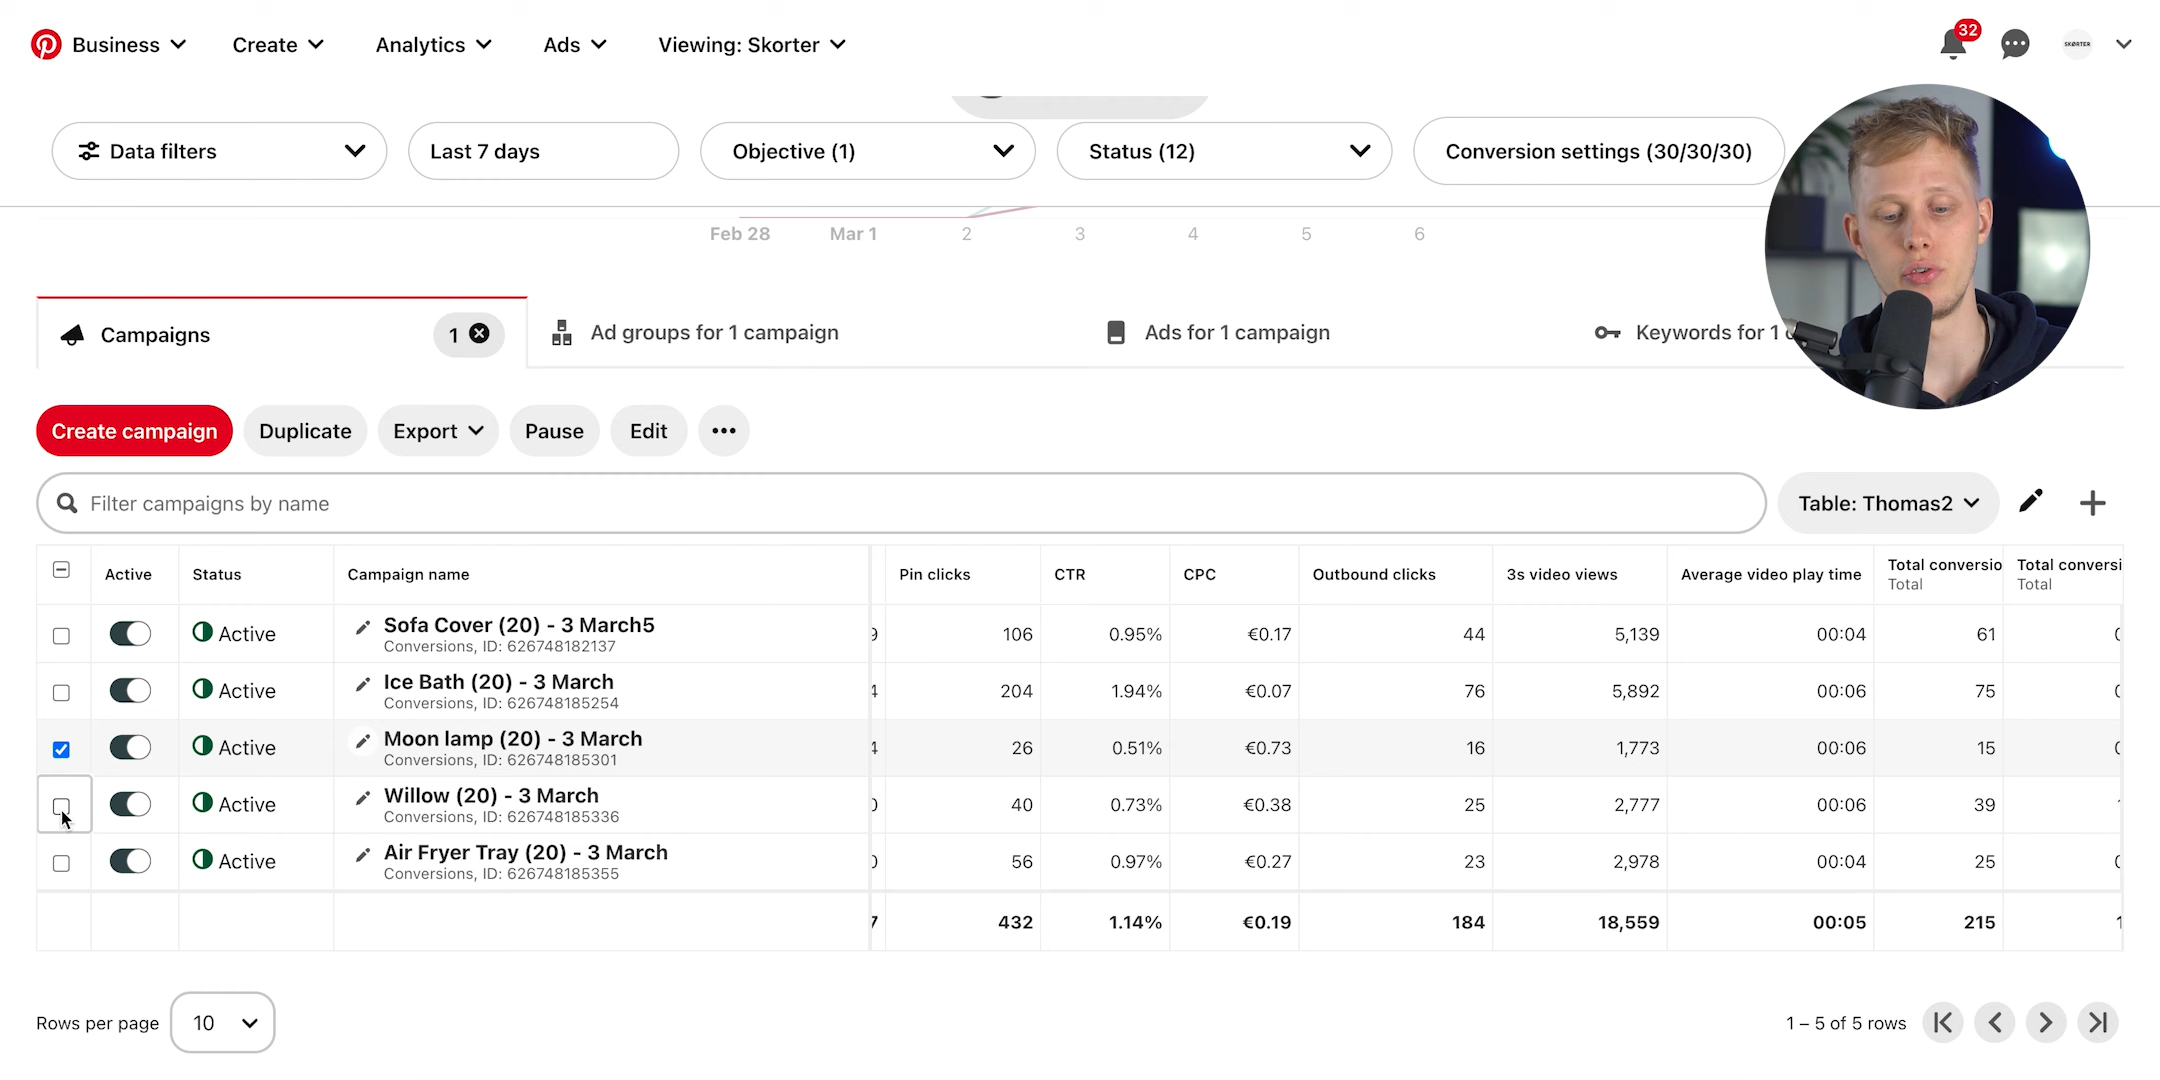 Business Create Analytics Ads Viewing: Skorter 32 SKØRTER
Data filters Last 7 days Objective (1) Status (12) Conversion settings (30/30/30)
Feb 28 Mar 1 2 3 4 5 6
Campaigns 1 Ad groups for 1 campaign Ads for 1 campaign Keywords for 1
Create campaign Duplicate Export Pause Edit
Filter campaigns by name Table: Thomas2
Active Status Campaign name Pin clicks CTR CPC Outbound clicks 3s video views Average video play time Total conversio Total conversi
Total Total
Active Sofa Cover (20) - 3 March5 9 106 0.95% €0.17 44 5,139 00:04 61
Conversions, ID: 626748182137
Active Ice Bath (20) - 3 March 4 204 1.94% €0.07 76 5,892 00:06 75
Conversions, ID: 626748185254
Active Moon lamp (20) - 3 March 4 26 0.51% €0.73 16 1,773 00:06 15
Conversions, ID: 626748185301
Active Willow (20) - 3 March 0 40 0.73% €0.38 25 2,777 00:06 39
Conversions, ID: 626748185336
Active Air Fryer Tray (20) - 3 March 0 56 0.97% €0.27 23 2,978 00:04 25
Conversions, ID: 626748185355
7 432 1.14% €0.19 184 18,559 00:05 215 1
Rows per page 10 1 – 5 of 5 rows